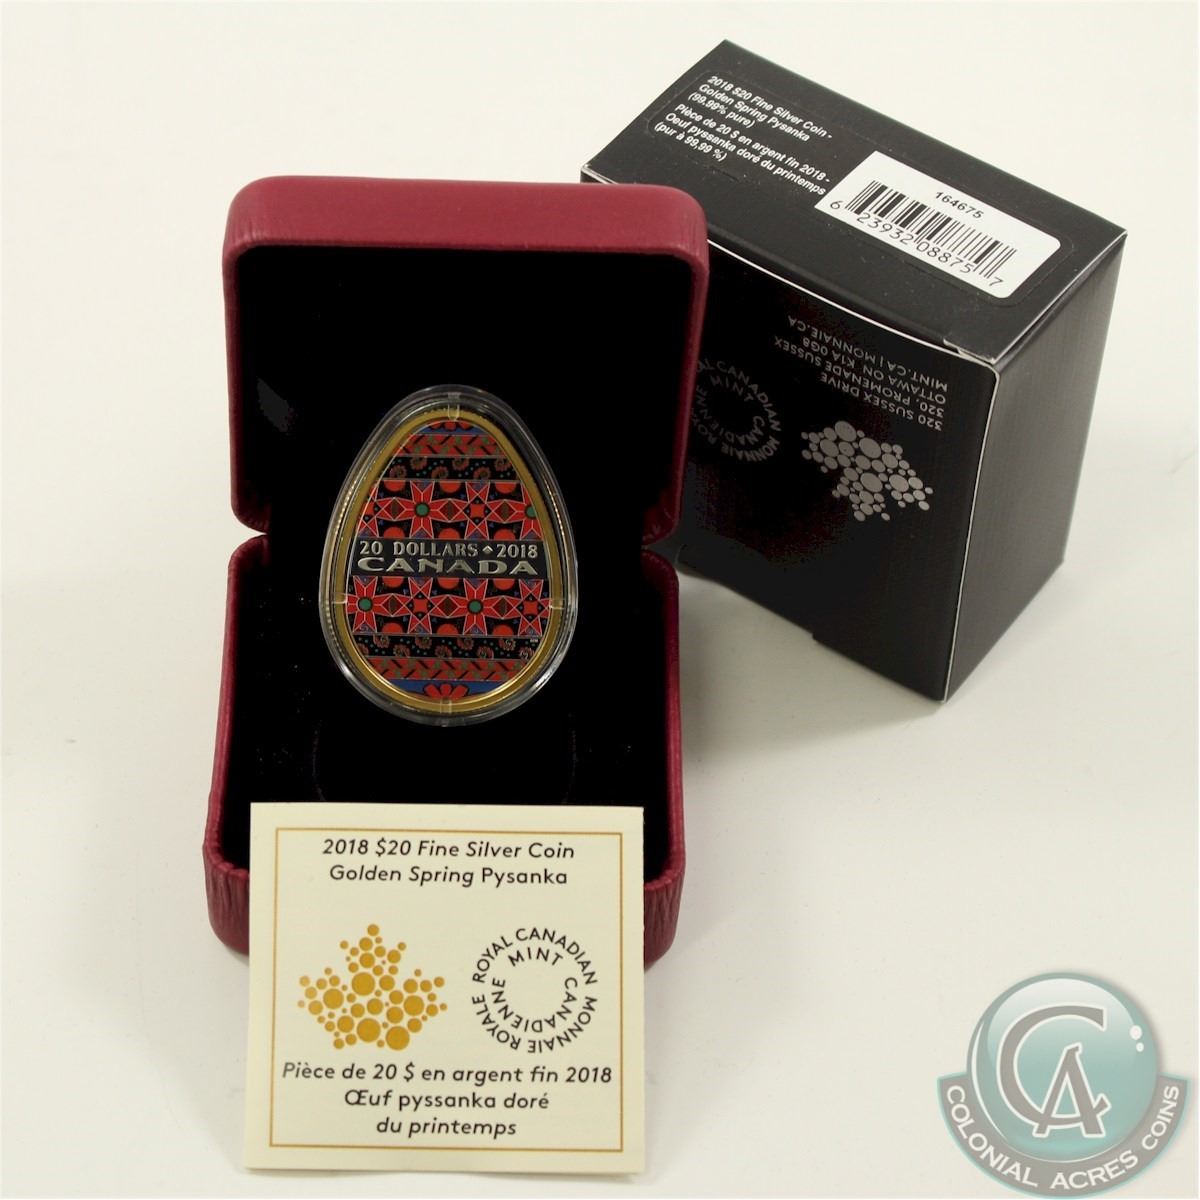 2018 $20 Fine Silver Coin -
Golden Spring Pysanka
(99.99% pure)
Pièce de 20 $ en argent fin 2018 -
Oeuf pyssanka doré du printemps
(pur à 99,99 %)
164675
6 23932 08875 7
320 SUSSEX DRIVE
320, PROMENADE SUSSEX
OTTAWA ON K1A 0G8
MINT.CA | MONNAIE.CA
ROYAL CANADIAN MINT
MONNAIE ROYALE CANADIENNE
20 DOLLARS 2018
CANADA
2018 $20 Fine Silver Coin
Golden Spring Pysanka
ROYAL CANADIAN MINT
MONNAIE ROYALE CANADIENNE
Pièce de 20 $ en argent fin 2018
Œuf pyssanka doré
du printemps
CA
COLONIAL ACRES COINS